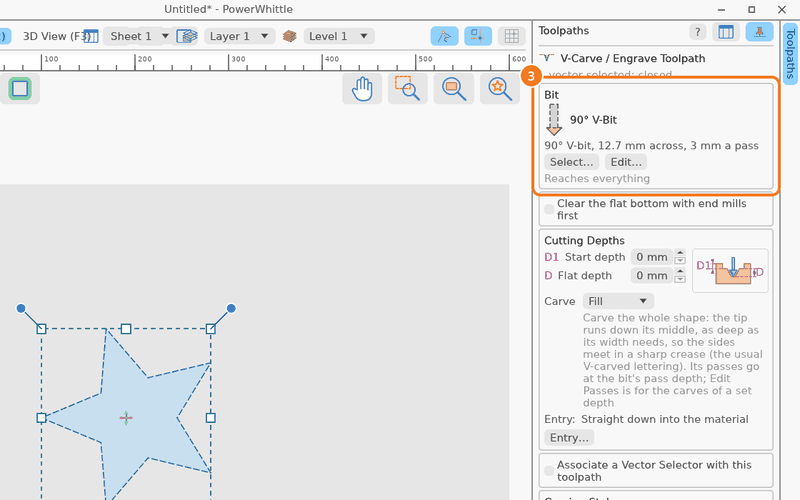 Untitled* - PowerWhittle
3D View (F3)
Sheet 1
Layer 1
Level 1
Toolpaths
?
Toolpaths
100
200
300
400
500
600
V-Carve / Engrave Toolpath
vector selected: closed
3
Bit
90° V-Bit
90° V-bit, 12.7 mm across, 3 mm a pass
Select...
Edit...
Reaches everything
Clear the flat bottom with end mills
first
Cutting Depths
D1 Start depth 0 mm
D Flat depth 0 mm
D1
D
Carve Fill
Carve the whole shape: the tip
runs down its middle, as deep as
its width needs, so the sides
meet in a sharp crease (the usual
V-carved lettering). Its passes go
at the bit's pass depth; Edit
Passes is for the carves of a set
depth
Entry: Straight down into the material
Entry...
Associate a Vector Selector with this
toolpath